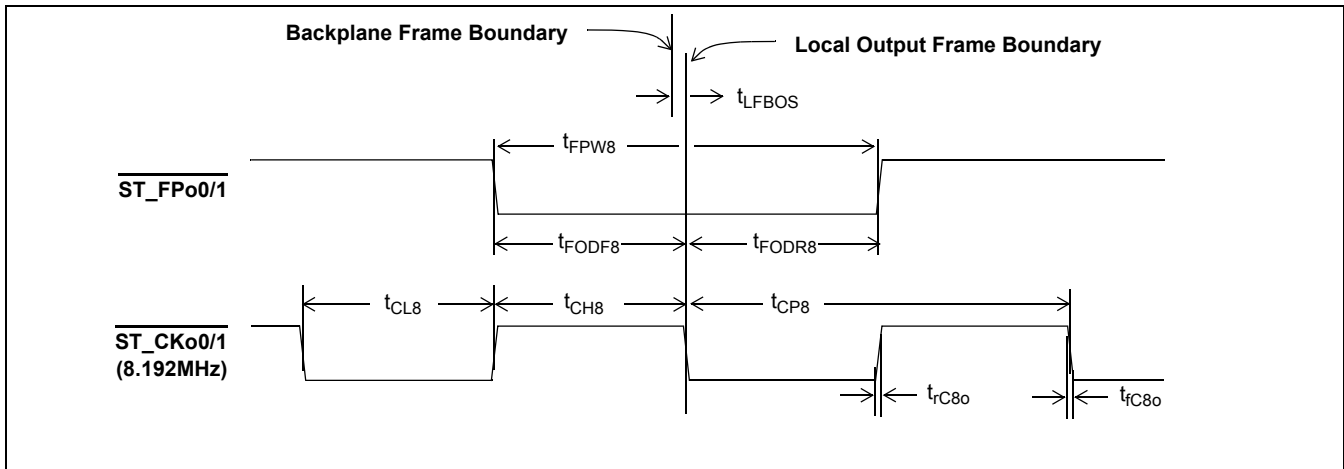 Backplane Frame Boundary
Local Output Frame Boundary
tLFBOS
tFPW8
ST_FPo0/1
tFODF8
tFODR8
tCL8
tCH8
tCP8
ST_CKo0/1
(8.192MHz)
trC8o
tfC8o